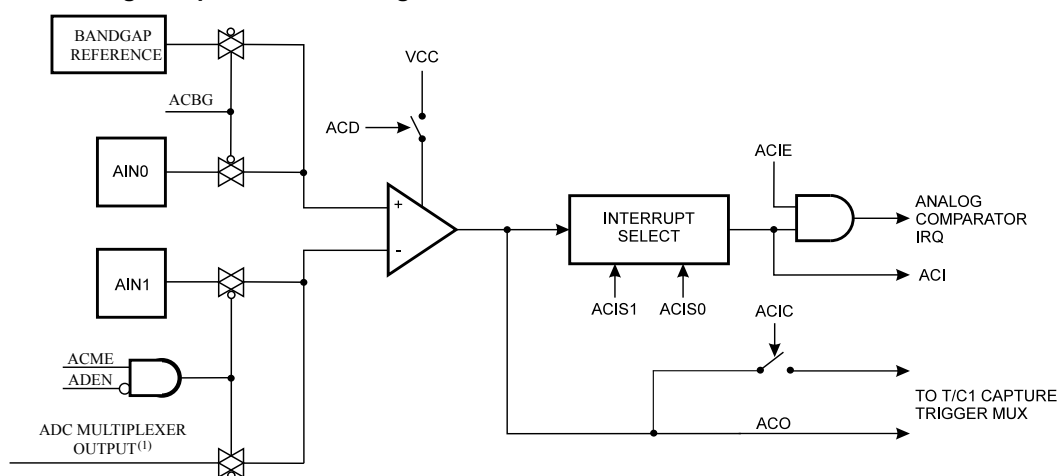 BANDGAP
REFERENCE
VCC
ACBG
ACD
AIN0
ACIE
+
INTERRUPT
SELECT
ANALOG
COMPARATOR
IRQ
-
AIN1
ACI
ACIS1
ACIS0
ACIC
ACME
ADEN
TO T/C1 CAPTURE
TRIGGER MUX
ACO
ADC MULTIPLEXER
OUTPUT(1)